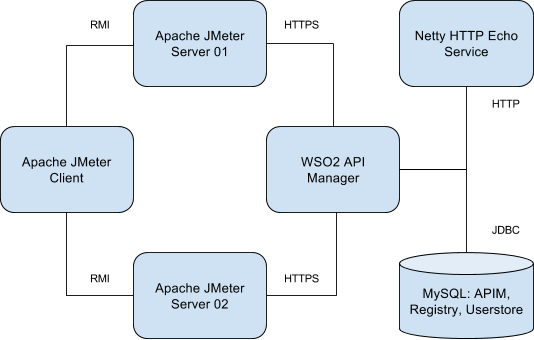 RMI
Apache JMeter
Server 01
HTTPS
Netty HTTP Echo
Service
HTTP
Apache JMeter
Client
WSO2 API
Manager
JDBC
RMI
Apache JMeter
Server 02
HTTPS
MySQL: APIM,
Registry, Userstore